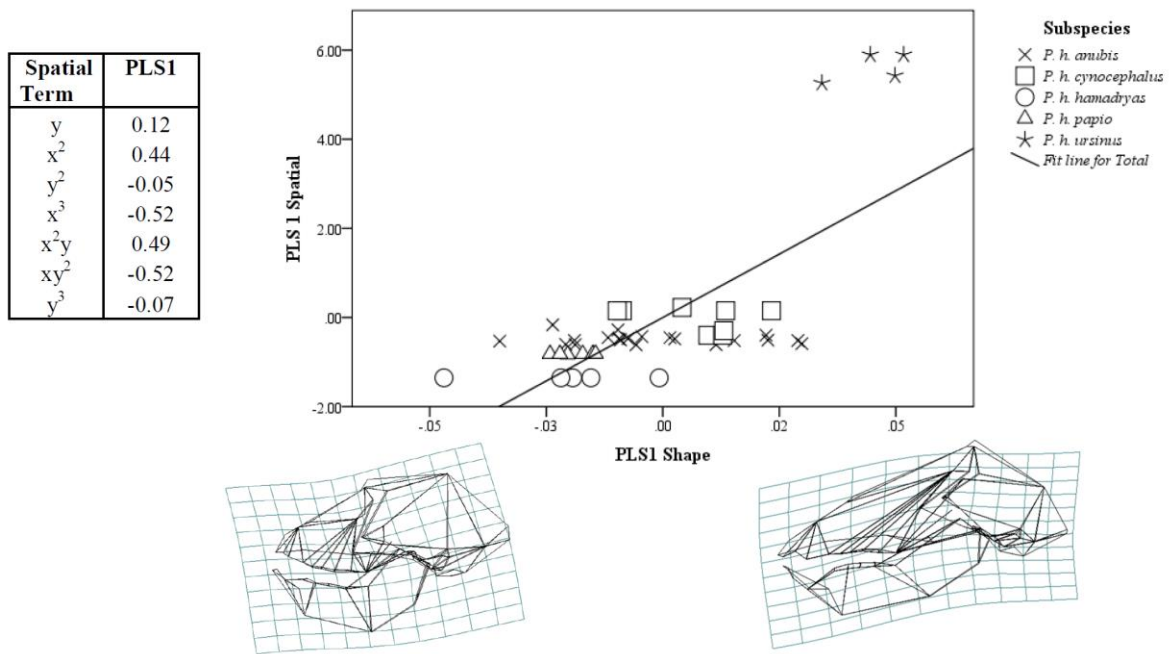 Spatial Term PLS1
y 0.12
x² 0.44
y² -0.05
x³ -0.52
x²y 0.49
xy² -0.52
y³ -0.07
6.00
4.00
2.00
.00
-2.00
PLS 1 Spatial
-.05 -.03 .00 .02 .05
PLS1 Shape
Subspecies
P. h. anubis
P. h. cynocephalus
P. h. hamadryas
P. h. papio
P. h. ursinus
Fit line for Total